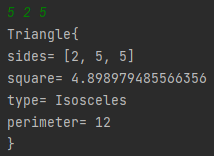 5 2 5
Triangle{
sides= [2, 5, 5]
square= 4.898979485566356
type= Isosceles
perimeter= 12
}